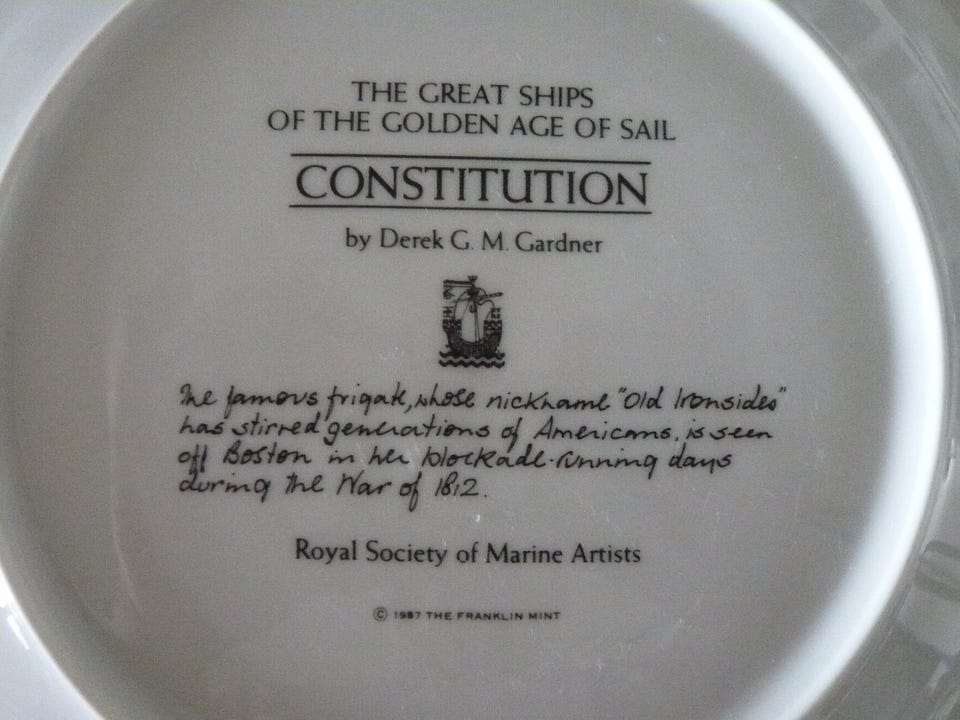 THE GREAT SHIPS
OF THE GOLDEN AGE OF SAIL
CONSTITUTION
by Derek G. M. Gardner
The famous frigate, whose nickname "Old Ironsides"
has stirred generations of Americans, is seen
off Boston in her blockade-running days
during the War of 1812.
Royal Society of Marine Artists
© 1987 THE FRANKLIN MINT